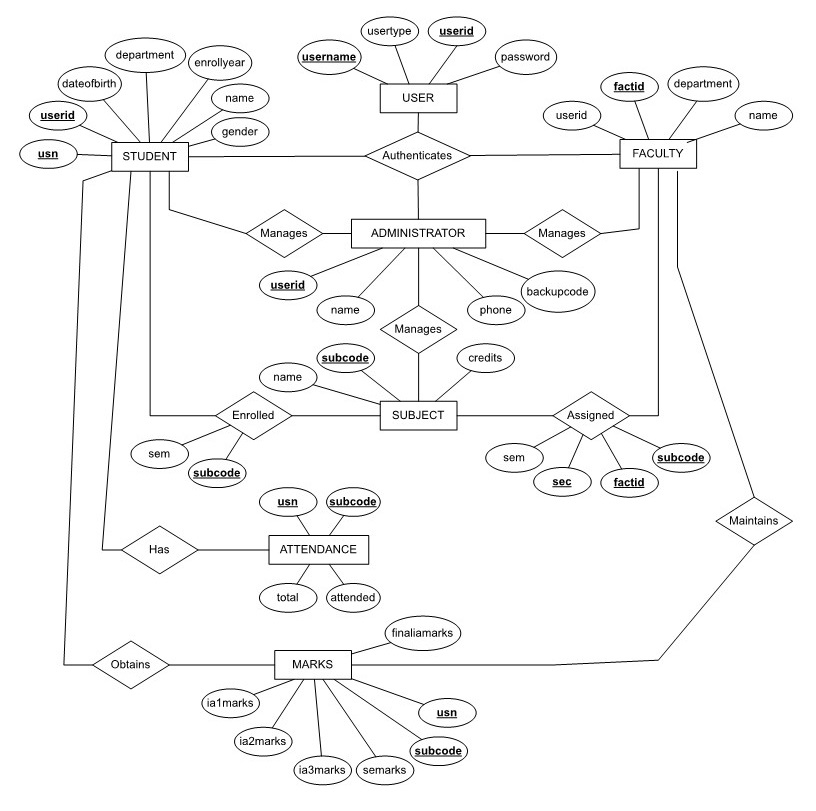 usertype
userid
username
password
USER
department
enrollyear
dateofbirth
name
userid
gender
usn
STUDENT
factid
department
userid
name
FACULTY
Authenticates
Manages
ADMINISTRATOR
Manages
userid
name
phone
backupcode
Manages
subcode
credits
name
Enrolled
SUBJECT
Assigned
sem
subcode
sem
sec
factid
subcode
usn
subcode
Maintains
Has
ATTENDANCE
total
attended
finaliamarks
Obtains
MARKS
ia1marks
usn
ia2marks
subcode
ia3marks
semarks